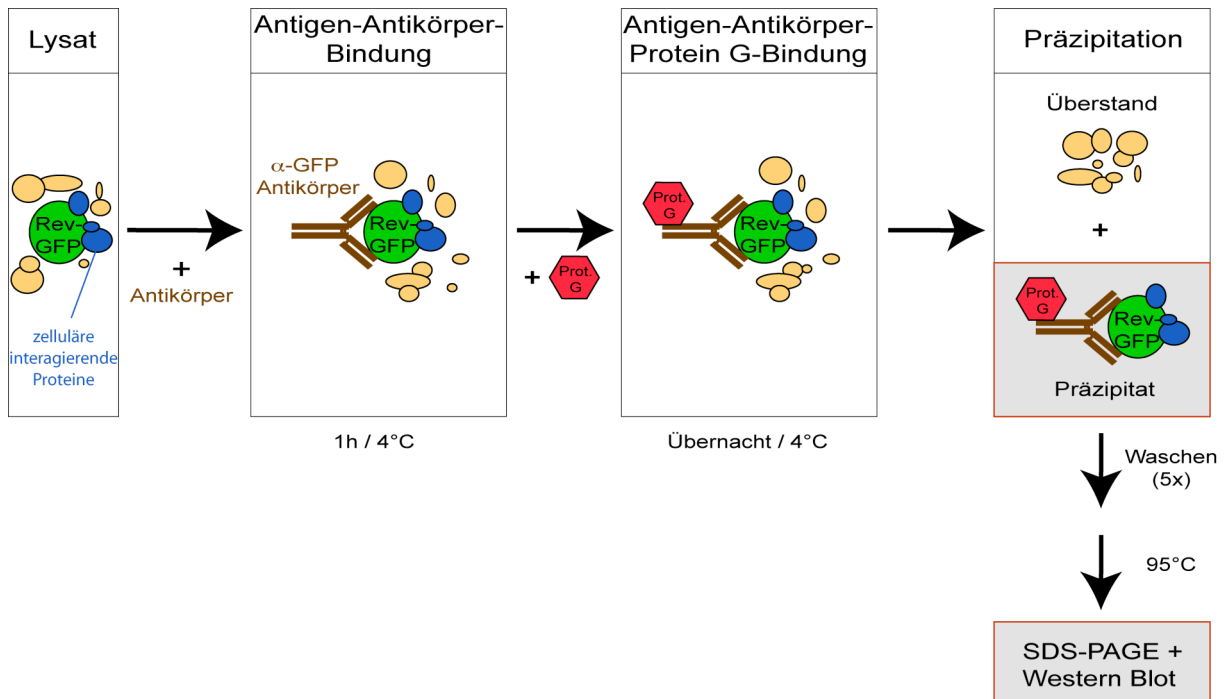 Lysat
Rev-
GFP
zelluläre
interagierende
Proteine
+
Antikörper
Antigen-Antikörper-
Bindung
α-GFP
Antikörper
Rev-
GFP
1h / 4°C
+
Prot.
G
Antigen-Antikörper-
Protein G-Bindung
Prot.
G
Rev-
GFP
Übernacht / 4°C
Präzipitation
Überstand
+
Prot.
G
Rev-
GFP
Präzipitat
Waschen
(5x)
95°C
SDS-PAGE +
Western Blot